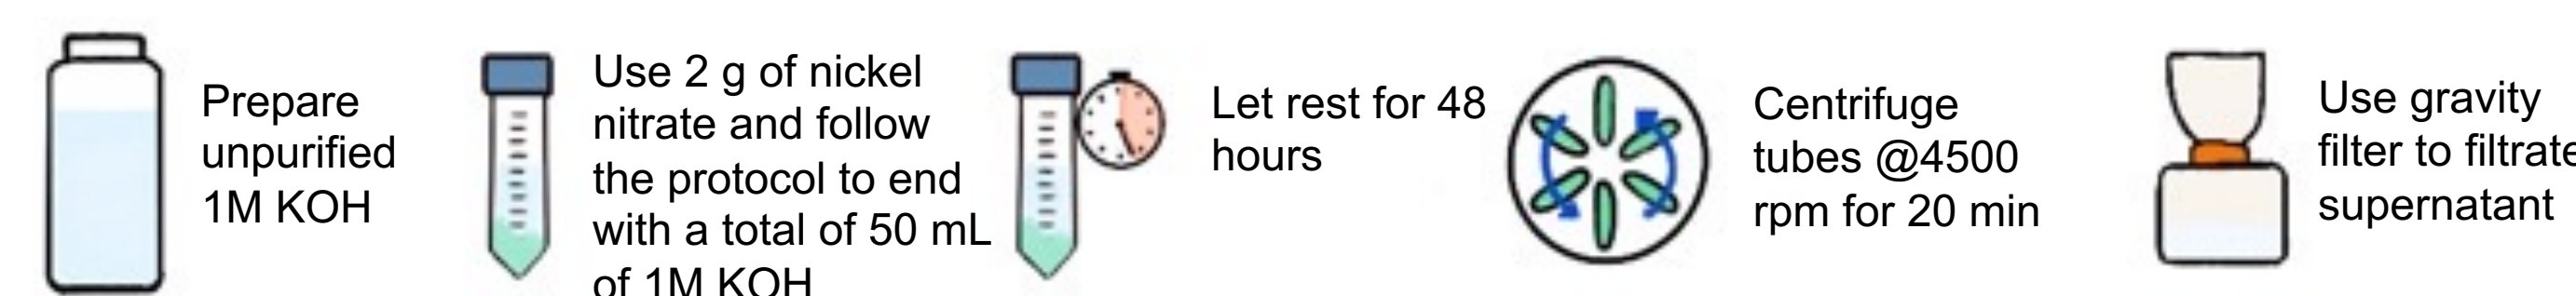 Prepare
unpurified
1M KOH
Use 2 g of nickel
nitrate and follow
the protocol to end
with a total of 50 mL
of 1M KOH
Let rest for 48
hours
Centrifuge
tubes @4500
rpm for 20 min
Use gravity
filter to filtrate
supernatant